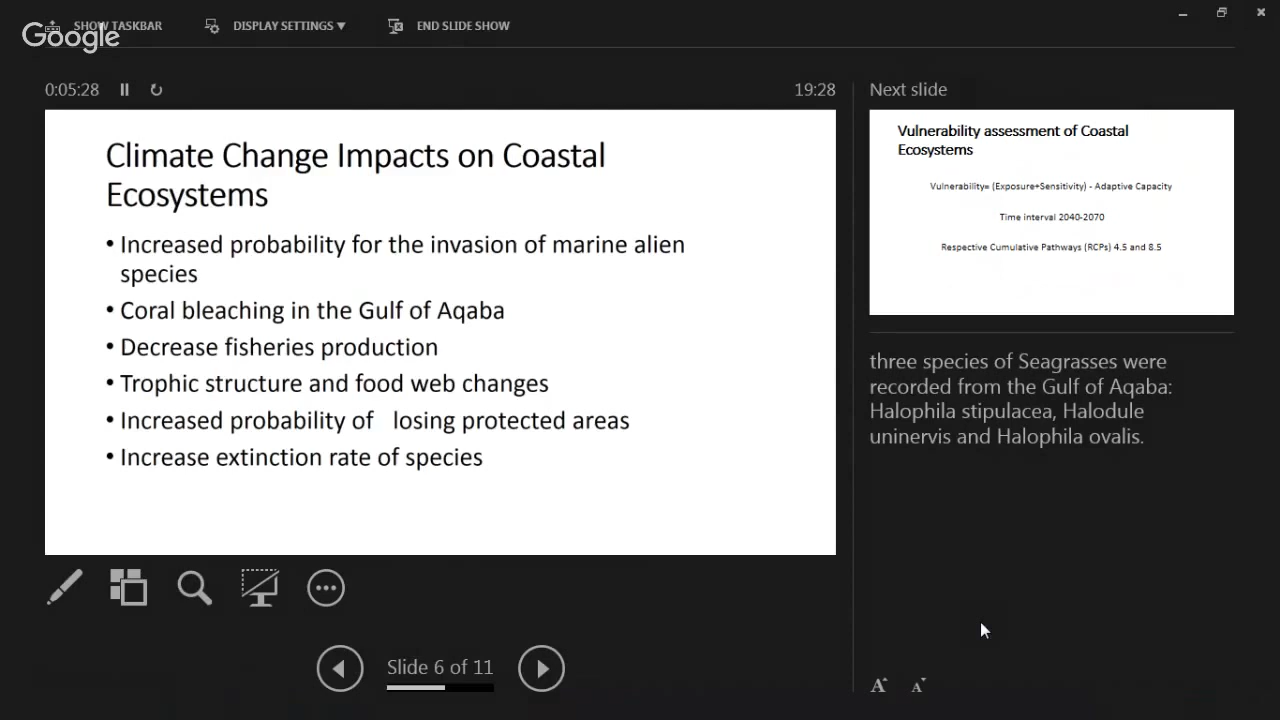 SHOW TASKBAR
DISPLAY SETTINGS ▼
END SLIDE SHOW
Google
0:05:28
19:28
Climate Change Impacts on Coastal
Ecosystems
• Increased probability for the invasion of marine alien
species
• Coral bleaching in the Gulf of Aqaba
• Decrease fisheries production
• Trophic structure and food web changes
• Increased probability of losing protected areas
• Increase extinction rate of species
Slide 6 of 11
Next slide
Vulnerability assessment of Coastal
Ecosystems
Vulnerability= (Exposure+Sensitivity) - Adaptive Capacity
Time interval 2040-2070
Respective Cumulative Pathways (RCPs) 4.5 and 8.5
three species of Seagrasses were
recorded from the Gulf of Aqaba:
Halophila stipulacea, Halodule
uninervis and Halophila ovalis.
A A